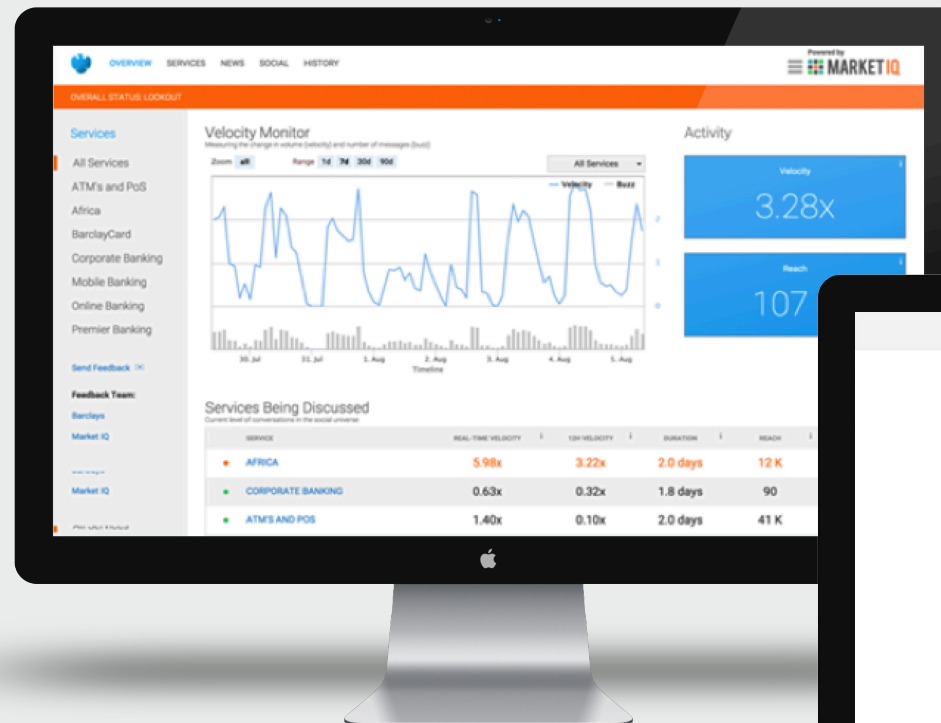 OVERVIEW SERVICES NEWS SOCIAL HISTORY
Powered by
MARKET IQ
OVERALL STATUS: LOOKOUT
Services
All Services
ATM's and PoS
Africa
BarclayCard
Corporate Banking
Mobile Banking
Online Banking
Premier Banking
Send Feedback
Feedback Team:
Barclays
Market IQ
Market IQ
Velocity Monitor
Measuring the change in volume (velocity) and number of messages (buzz)
Zoom all Range 1d 7d 30d 90d
All Services
Velocity Buzz
2
1
0
30. Jul 31. Jul 1. Aug 2. Aug 3. Aug 4. Aug 5. Aug
Timeline
Activity
Velocity
3.28x
Reach
107
Services Being Discussed
Current level of conversations in the social universe
SERVICE REAL-TIME VELOCITY 12H VELOCITY DURATION REACH
AFRICA 5.98x 3.22x 2.0 days 12 K
CORPORATE BANKING 0.63x 0.32x 1.8 days 90
ATM'S AND POS 1.40x 0.10x 2.0 days 41 K